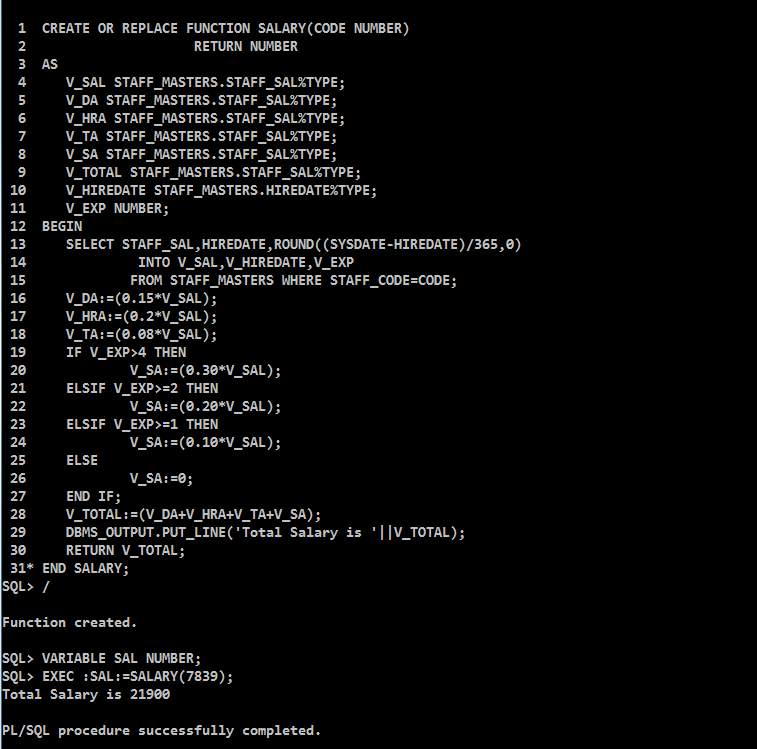 1 CREATE OR REPLACE FUNCTION SALARY(CODE NUMBER)
2 RETURN NUMBER
3 AS
4 V_SAL STAFF_MASTERS.STAFF_SAL%TYPE;
5 V_DA STAFF_MASTERS.STAFF_SAL%TYPE;
6 V_HRA STAFF_MASTERS.STAFF_SAL%TYPE;
7 V_TA STAFF_MASTERS.STAFF_SAL%TYPE;
8 V_SA STAFF_MASTERS.STAFF_SAL%TYPE;
9 V_TOTAL STAFF_MASTERS.STAFF_SAL%TYPE;
10 V_HIREDATE STAFF_MASTERS.HIREDATE%TYPE;
11 V_EXP NUMBER;
12 BEGIN
13 SELECT STAFF_SAL,HIREDATE,ROUND((SYSDATE-HIREDATE)/365,0)
14 INTO V_SAL,V_HIREDATE,V_EXP
15 FROM STAFF_MASTERS WHERE STAFF_CODE=CODE;
16 V_DA:=(0.15*V_SAL);
17 V_HRA:=(0.2*V_SAL);
18 V_TA:=(0.08*V_SAL);
19 IF V_EXP>4 THEN
20 V_SA:=(0.30*V_SAL);
21 ELSIF V_EXP>=2 THEN
22 V_SA:=(0.20*V_SAL);
23 ELSIF V_EXP>=1 THEN
24 V_SA:=(0.10*V_SAL);
25 ELSE
26 V_SA:=0;
27 END IF;
28 V_TOTAL:=(V_DA+V_HRA+V_TA+V_SA);
29 DBMS_OUTPUT.PUT_LINE('Total Salary is '||V_TOTAL);
30 RETURN V_TOTAL;
31* END SALARY;
SQL> /
Function created.
SQL> VARIABLE SAL NUMBER;
SQL> EXEC :SAL:=SALARY(7839);
Total Salary is 21900
PL/SQL procedure successfully completed.